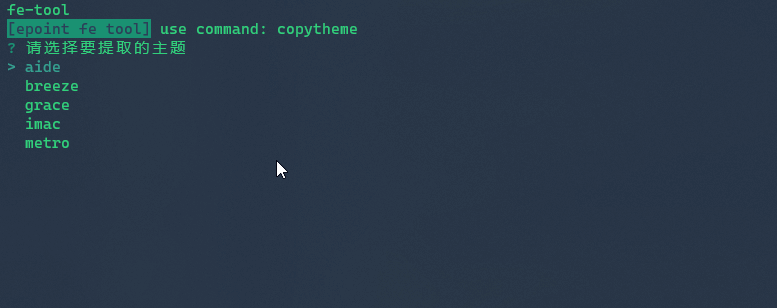 fe-tool
[epoint fe tool] use command: copytheme
? 请选择要提取的主题
> aide
breeze
grace
imac
metro